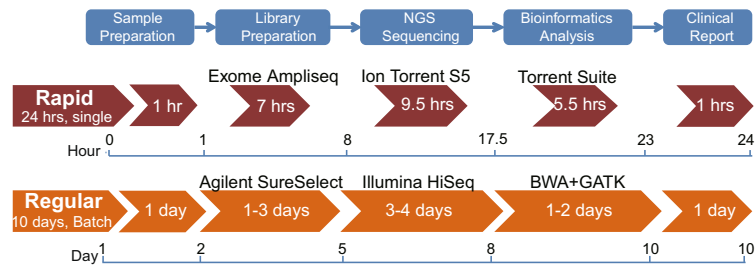 Sample Preparation
Library Preparation
NGS Sequencing
Bioinformatics Analysis
Clinical Report
Exome Ampliseq
Ion Torrent S5
Torrent Suite
Rapid
24 hrs, single
1 hr
7 hrs
9.5 hrs
5.5 hrs
1 hrs
Hour
0
1
8
17.5
23
24
Agilent SureSelect
Illumina HiSeq
BWA+GATK
Regular
10 days, Batch
1 day
1-3 days
3-4 days
1-2 days
1 day
Day
1
2
5
8
10
10